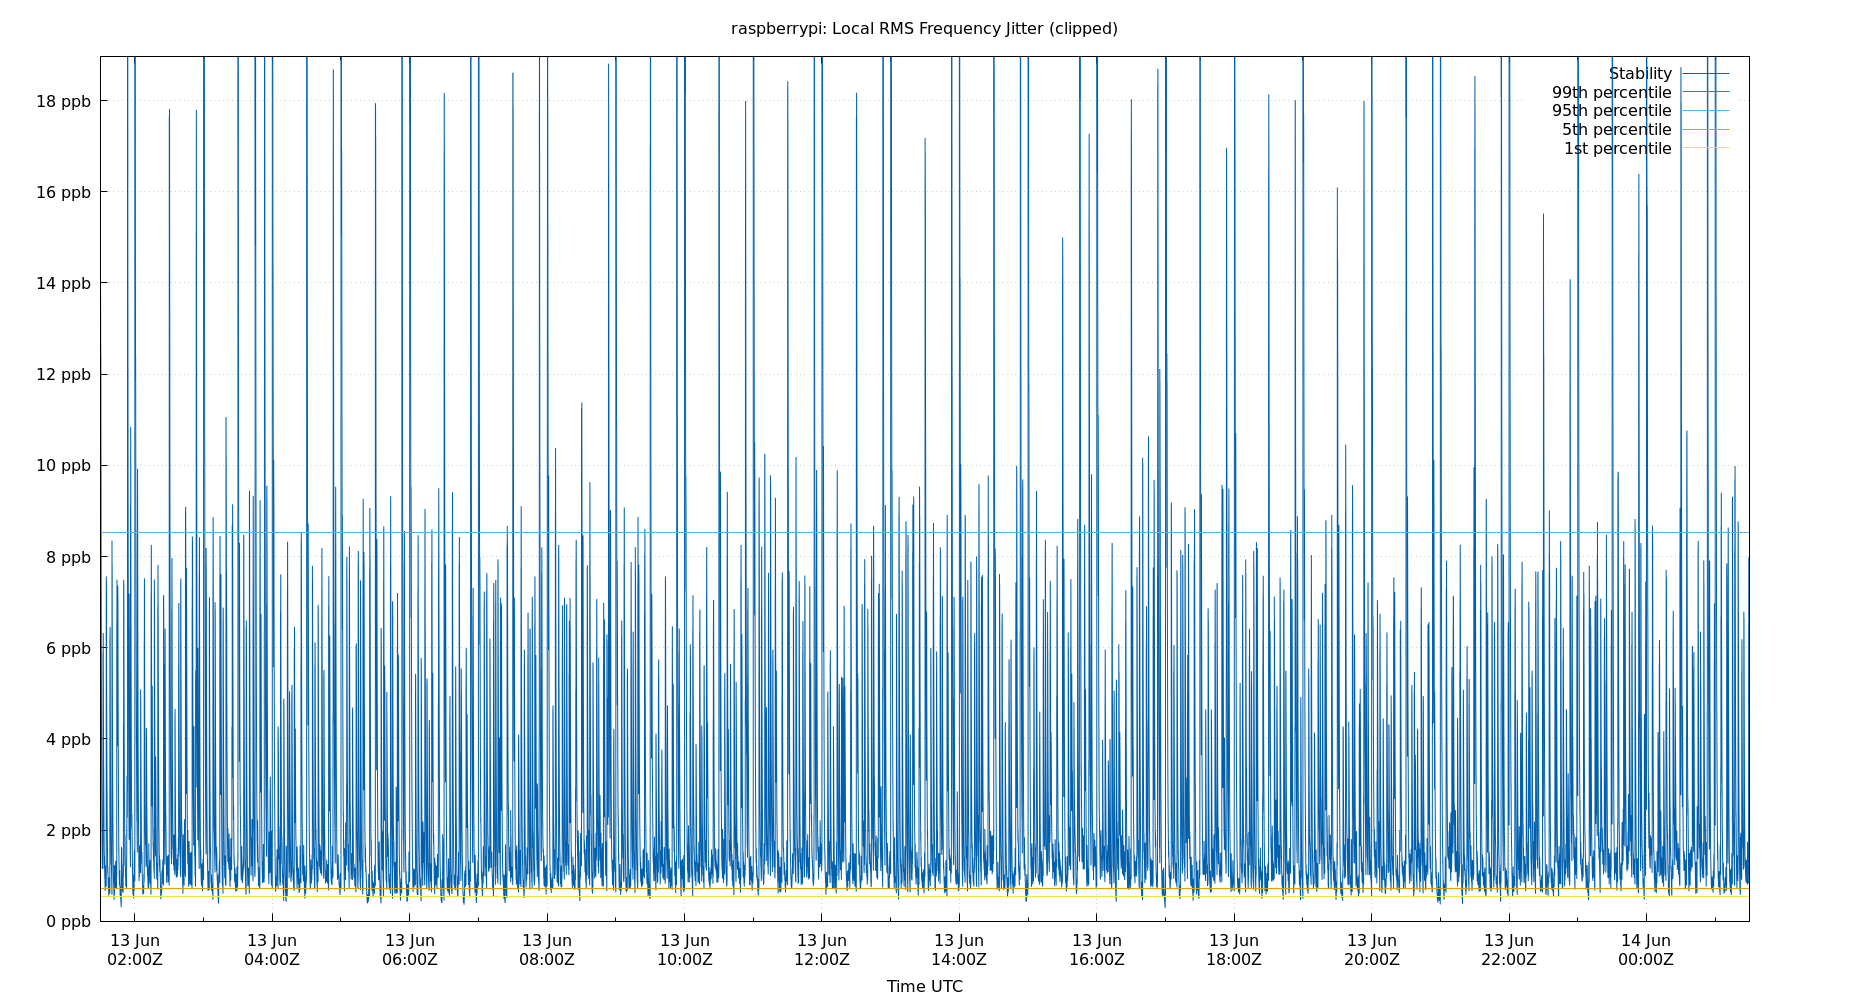 raspberrypi: Local RMS Frequency Jitter (clipped)
Stability
99th percentile
95th percentile
5th percentile
1st percentile
18 ppb
16 ppb
14 ppb
12 ppb
10 ppb
8 ppb
6 ppb
4 ppb
2 ppb
0 ppb
13 Jun 13 Jun 13 Jun 13 Jun 13 Jun 13 Jun 13 Jun 13 Jun 13 Jun 13 Jun 13 Jun 14 Jun
02:00Z 04:00Z 06:00Z 08:00Z 10:00Z 12:00Z 14:00Z 16:00Z 18:00Z 20:00Z 22:00Z 00:00Z
Time UTC